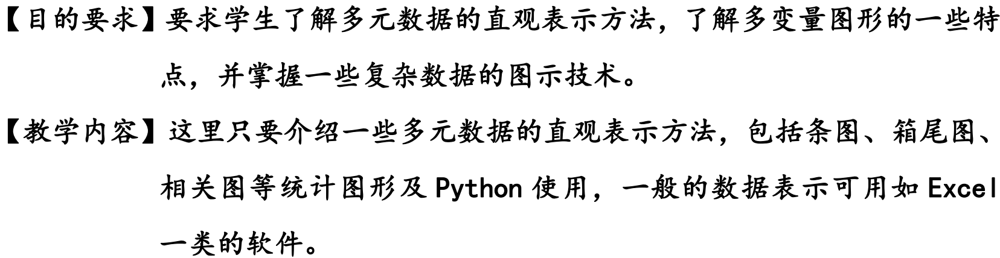 【目的要求】要求学生了解多元数据的直观表示方法，了解多变量图形的一些特
点，并掌握一些复杂数据的图示技术。
【教学内容】这里只要介绍一些多元数据的直观表示方法，包括条图、箱尾图、
相关图等统计图形及 Python 使用，一般的数据表示可用如 Excel
一类的软件。